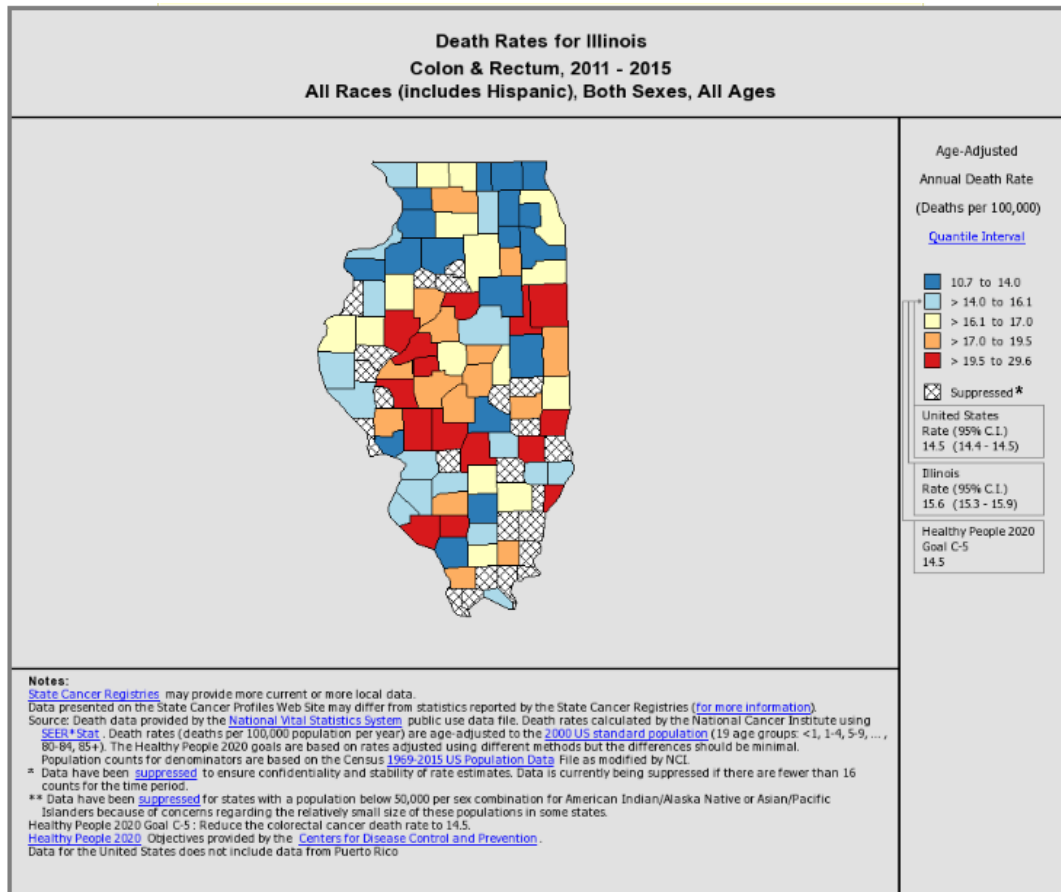 Death Rates for Illinois
Colon & Rectum, 2011 - 2015
All Races (includes Hispanic), Both Sexes, All Ages
Age-Adjusted
Annual Death Rate
(Deaths per 100,000)
Quantile Interval
10.7 to 14.0
> 14.0 to 16.1
> 16.1 to 17.0
> 17.0 to 19.5
> 19.5 to 29.6
Suppressed *
United States
Rate (95% C.I.)
14.5 (14.4 - 14.5)
Illinois
Rate (95% C.I.)
15.6 (15.3 - 15.9)
Healthy People 2020
Goal C-5
14.5
Notes:
State Cancer Registries may provide more current or more local data.
Data presented on the State Cancer Profiles Web Site may differ from statistics reported by the State Cancer Registries (for more information).
Source: Death data provided by the National Vital Statistics System public use data file. Death rates calculated by the National Cancer Institute using
SEER*Stat . Death rates (deaths per 100,000 population per year) are age-adjusted to the 2000 US standard population (19 age groups: <1, 1-4, 5-9, ... ,
80-84, 85+). The Healthy People 2020 goals are based on rates adjusted using different methods but the differences should be minimal.
Population counts for denominators are based on the Census 1969-2015 US Population Data File as modified by NCI.
* Data have been suppressed to ensure confidentiality and stability of rate estimates. Data is currently being suppressed if there are fewer than 16
counts for the time period.
** Data have been suppressed for states with a population below 50,000 per sex combination for American Indian/Alaska Native or Asian/Pacific
Islanders because of concerns regarding the relatively small size of these populations in some states.
Healthy People 2020 Goal C-5 : Reduce the colorectal cancer death rate to 14.5.
Healthy People 2020 Objectives provided by the Centers for Disease Control and Prevention .
Data for the United States does not include data from Puerto Rico